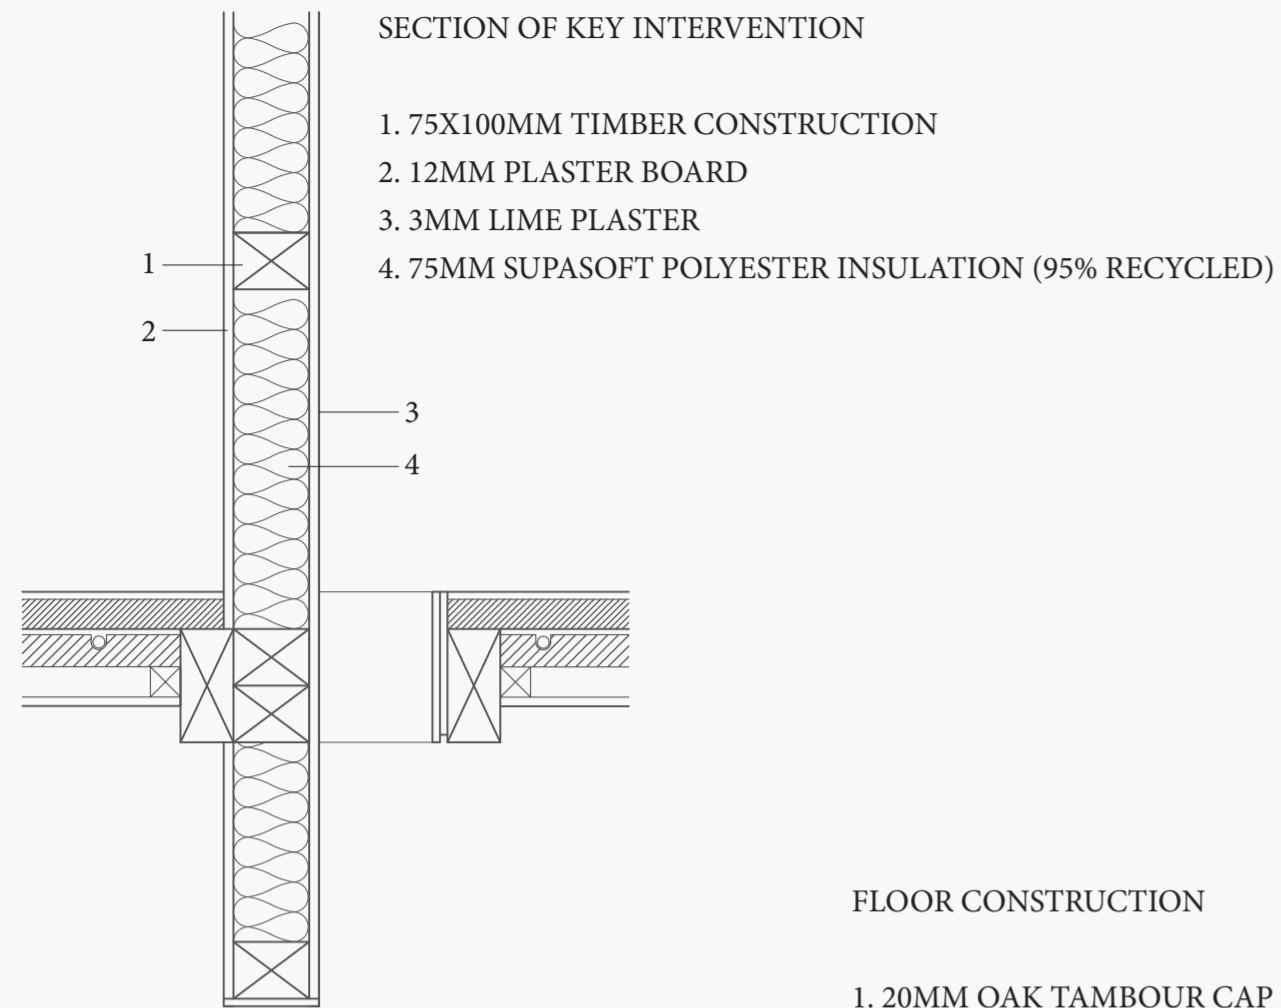 SECTION OF KEY INTERVENTION
1. 75X100MM TIMBER CONSTRUCTION
2. 12MM PLASTER BOARD
3. 3MM LIME PLASTER
4. 75MM SUPASOFT POLYESTER INSULATION (95% RECYCLED)
1
2
3
4
FLOOR CONSTRUCTION
1. 20MM OAK TAMBOUR CAP